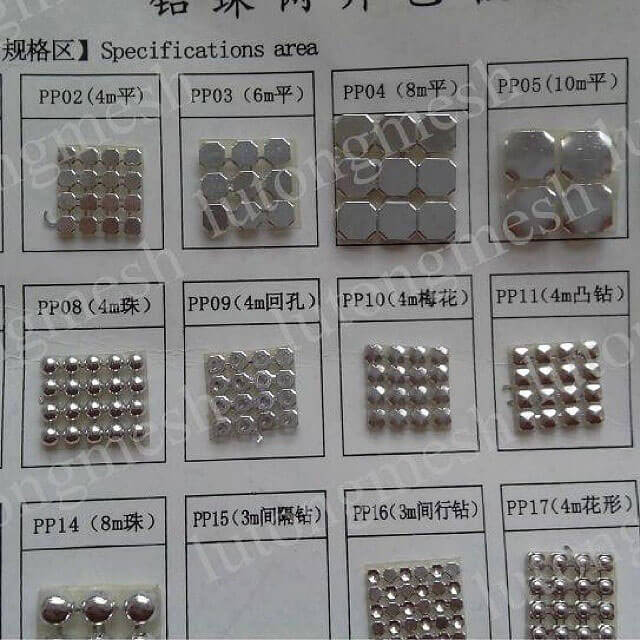 规格区】Specifications area
PP02(4m平) PP03(6m平) PP04(8m平) PP05(10m平)
PP08(4m珠) PP09(4m回孔) PP10(4m梅花) PP11(4m凸钻)
PP14(8m珠) PP15(3m间隔钻) PP16(3m间行钻) PP17(4m花形)
lutongmesh